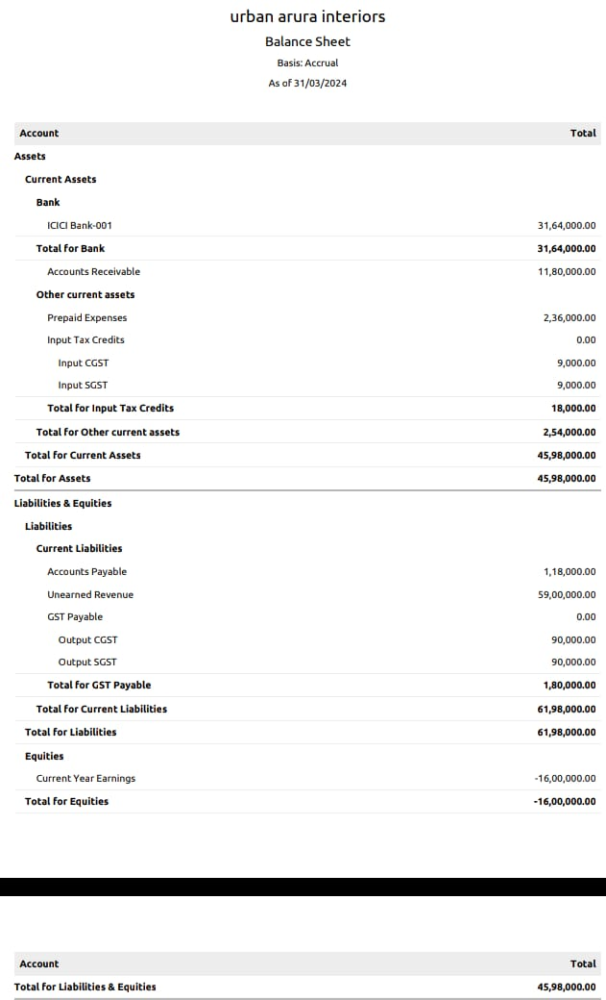 urban arura interiors
Balance Sheet
Basis: Accrual
As of 31/03/2024
Account Total
Assets
Current Assets
Bank
ICICI Bank-001 31,64,000.00
Total for Bank 31,64,000.00
Accounts Receivable 11,80,000.00
Other current assets
Prepaid Expenses 2,36,000.00
Input Tax Credits 0.00
Input CGST 9,000.00
Input SGST 9,000.00
Total for Input Tax Credits 18,000.00
Total for Other current assets 2,54,000.00
Total for Current Assets 45,98,000.00
Total for Assets 45,98,000.00
Liabilities & Equities
Liabilities
Current Liabilities
Accounts Payable 1,18,000.00
Unearned Revenue 59,00,000.00
GST Payable 0.00
Output CGST 90,000.00
Output SGST 90,000.00
Total for GST Payable 1,80,000.00
Total for Current Liabilities 61,98,000.00
Total for Liabilities 61,98,000.00
Equities
Current Year Earnings -16,00,000.00
Total for Equities -16,00,000.00
Account Total
Total for Liabilities & Equities 45,98,000.00